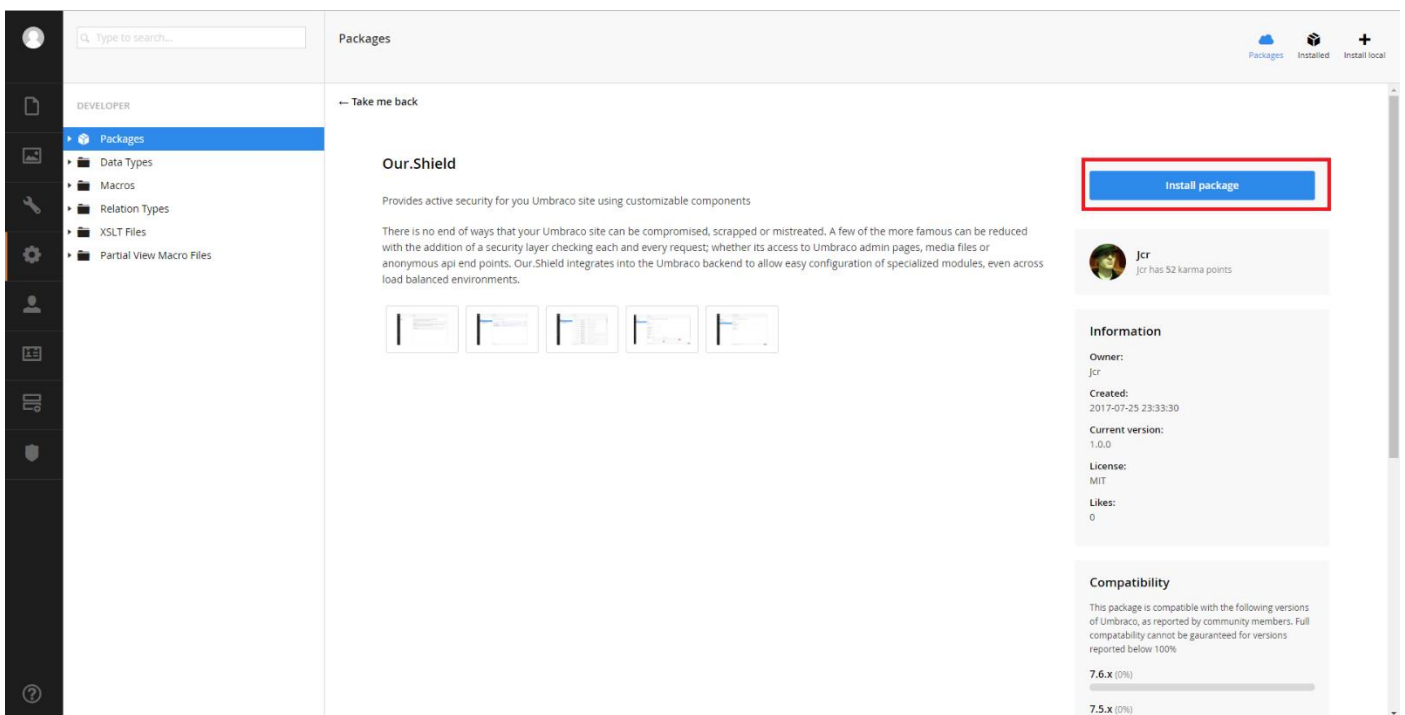 Type to search...
Packages
Packages
Installed
Install local
DEVELOPER
Packages
Data Types
Macros
Relation Types
XSLT Files
Partial View Macro Files
← Take me back
Our.Shield
Provides active security for you Umbraco site using customizable components
There is no end of ways that your Umbraco site can be compromised, scrapped or mistreated. A few of the more famous can be reduced
with the addition of a security layer checking each and every request; whether its access to Umbraco admin pages, media files or
anonymous api end points. Our.Shield integrates into the Umbraco backend to allow easy configuration of specialized modules, even across
load balanced environments.
Install package
Jcr
Jcr has 52 karma points
Information
Owner:
Jcr
Created:
2017-07-25 23:33:30
Current version:
1.0.0
License:
MIT
Likes:
0
Compatibility
This package is compatible with the following versions
of Umbraco, as reported by community members. Full
compatability cannot be gauranteed for versions
reported below 100%
7.6.x (0%)
7.5.x (0%)